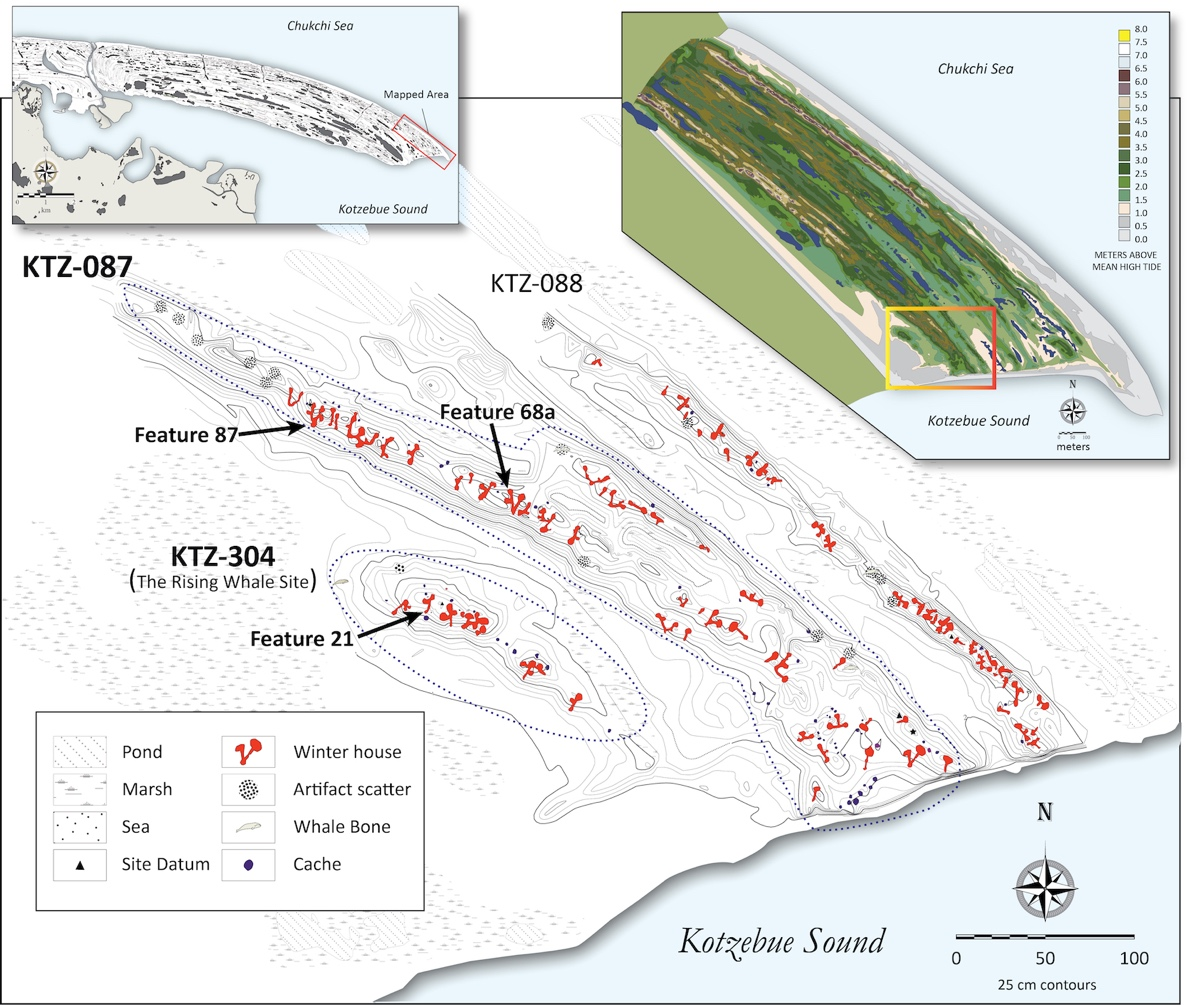 Chukchi Sea
Mapped Area
N
0 1
km
Kotzebue Sound
Chukchi Sea
8.0
7.5
7.0
6.5
6.0
5.5
5.0
4.5
4.0
3.5
3.0
2.5
2.0
1.5
1.0
0.5
0.0
METERS ABOVE
MEAN HIGH TIDE
N
0 50 100
meters
Kotzebue Sound
KTZ-087
KTZ-088
Feature 87
Feature 68a
KTZ-304
(The Rising Whale Site)
Feature 21
Pond
Winter house
Marsh
Artifact scatter
Sea
Whale Bone
Site Datum
Cache
N
Kotzebue Sound
0 50 100
25 cm contours